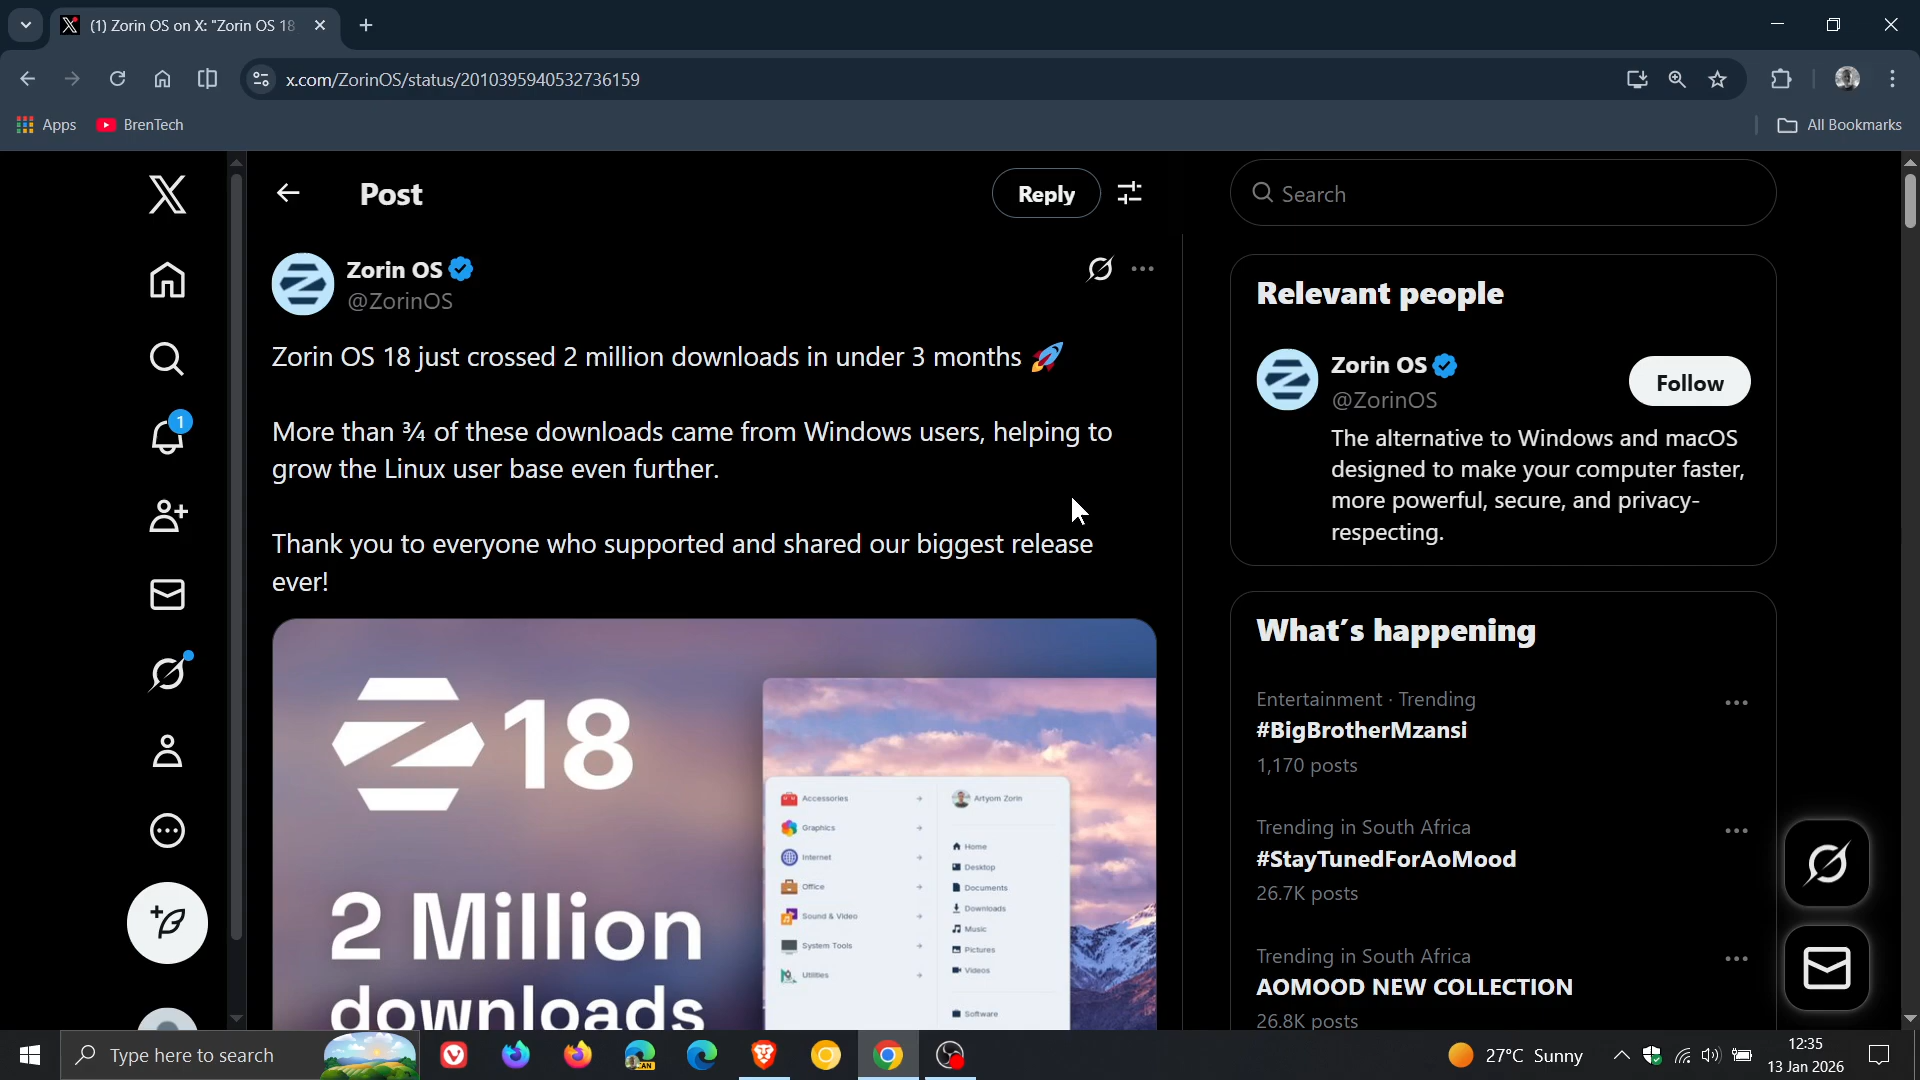 (1) Zorin OS on X: "Zorin OS 18
x.com/ZorinOS/status/2010395940532736159
Apps
BrenTech
All Bookmarks
Post
Reply
Zorin OS
@ZorinOS
Zorin OS 18 just crossed 2 million downloads in under 3 months 🚀
More than ¾ of these downloads came from Windows users, helping to
grow the Linux user base even further.
Thank you to everyone who supported and shared our biggest release
ever!
18
2 Million
downloads
Accessories
Graphics
Internet
Office
Sound & Video
System Tools
Utilities
Artyom Zorin
Home
Desktop
Documents
Downloads
Music
Pictures
Videos
Software
Search
Relevant people
Zorin OS
@ZorinOS
Follow
The alternative to Windows and macOS
designed to make your computer faster,
more powerful, secure, and privacy-
respecting.
What's happening
Entertainment · Trending
#BigBrotherMzansi
1,170 posts
Trending in South Africa
#StayTunedForAoMood
26.7K posts
Trending in South Africa
AOMOOD NEW COLLECTION
26.8K posts
1
Type here to search
CAN
27°C Sunny
12:35
13 Jan 2026